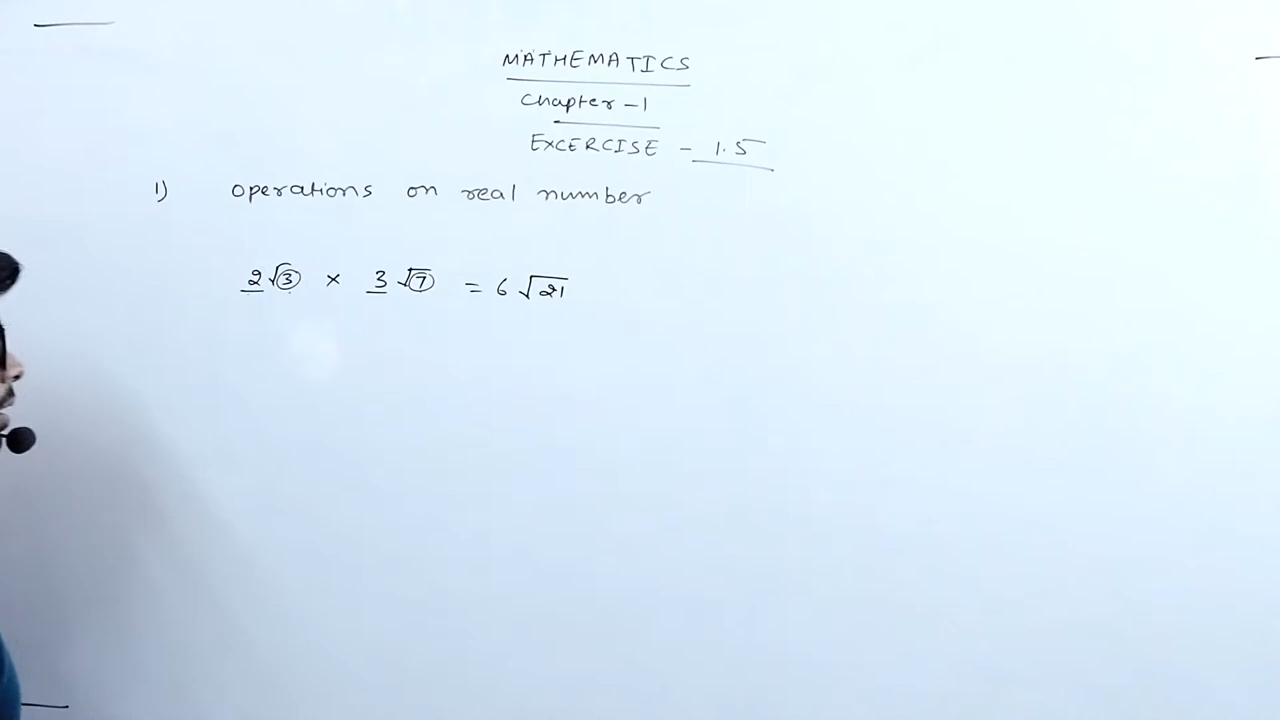 MATHEMATICS
Chapter - 1
EXCERCISE - 1.5
1) operations on real number
2√3 × 3√7 = 6√21